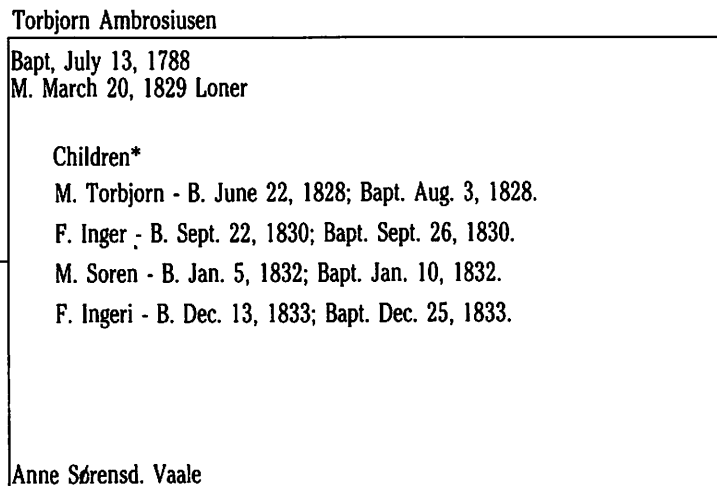 Torbjorn Ambrosiusen
Bapt, July 13, 1788
M. March 20, 1829 Loner
Children*
M. Torbjorn - B. June 22, 1828; Bapt. Aug. 3, 1828.
F. Inger - B. Sept. 22, 1830; Bapt. Sept. 26, 1830.
M. Soren - B. Jan. 5, 1832; Bapt. Jan. 10, 1832.
F. Ingeri - B. Dec. 13, 1833; Bapt. Dec. 25, 1833.
Anne Sørensd. Vaale